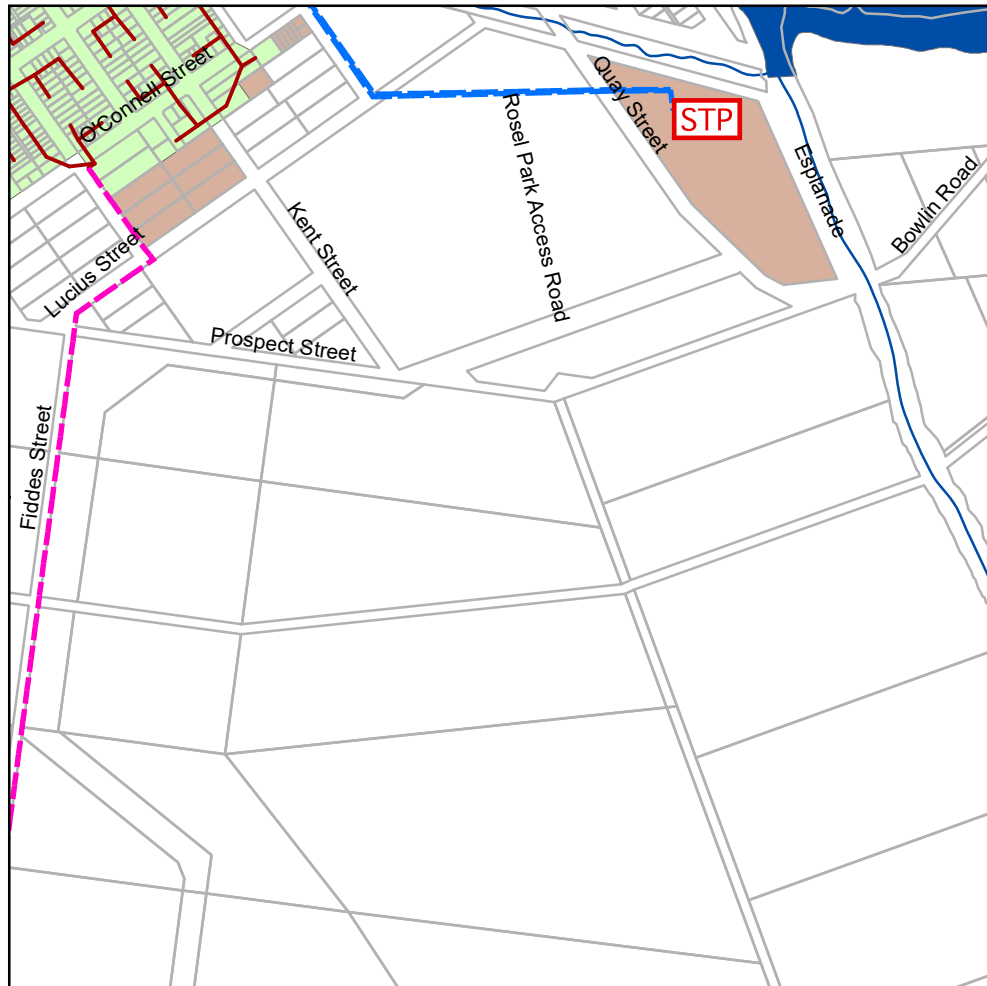 O'Connell Street
Quay Street
STP
Rosel Park Access Road
Esplanade
Bowlin Road
Kent Street
Lucius Street
Prospect Street
Fiddes Street